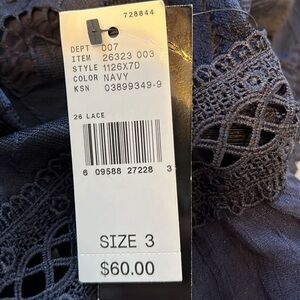 728844
DEPT 007
ITEM 26323 003
STYLE 1126X7D
COLOR NAVY
KSN 03899349-9
26 LACE
6 09588 27228 3
SIZE 3
$60.00